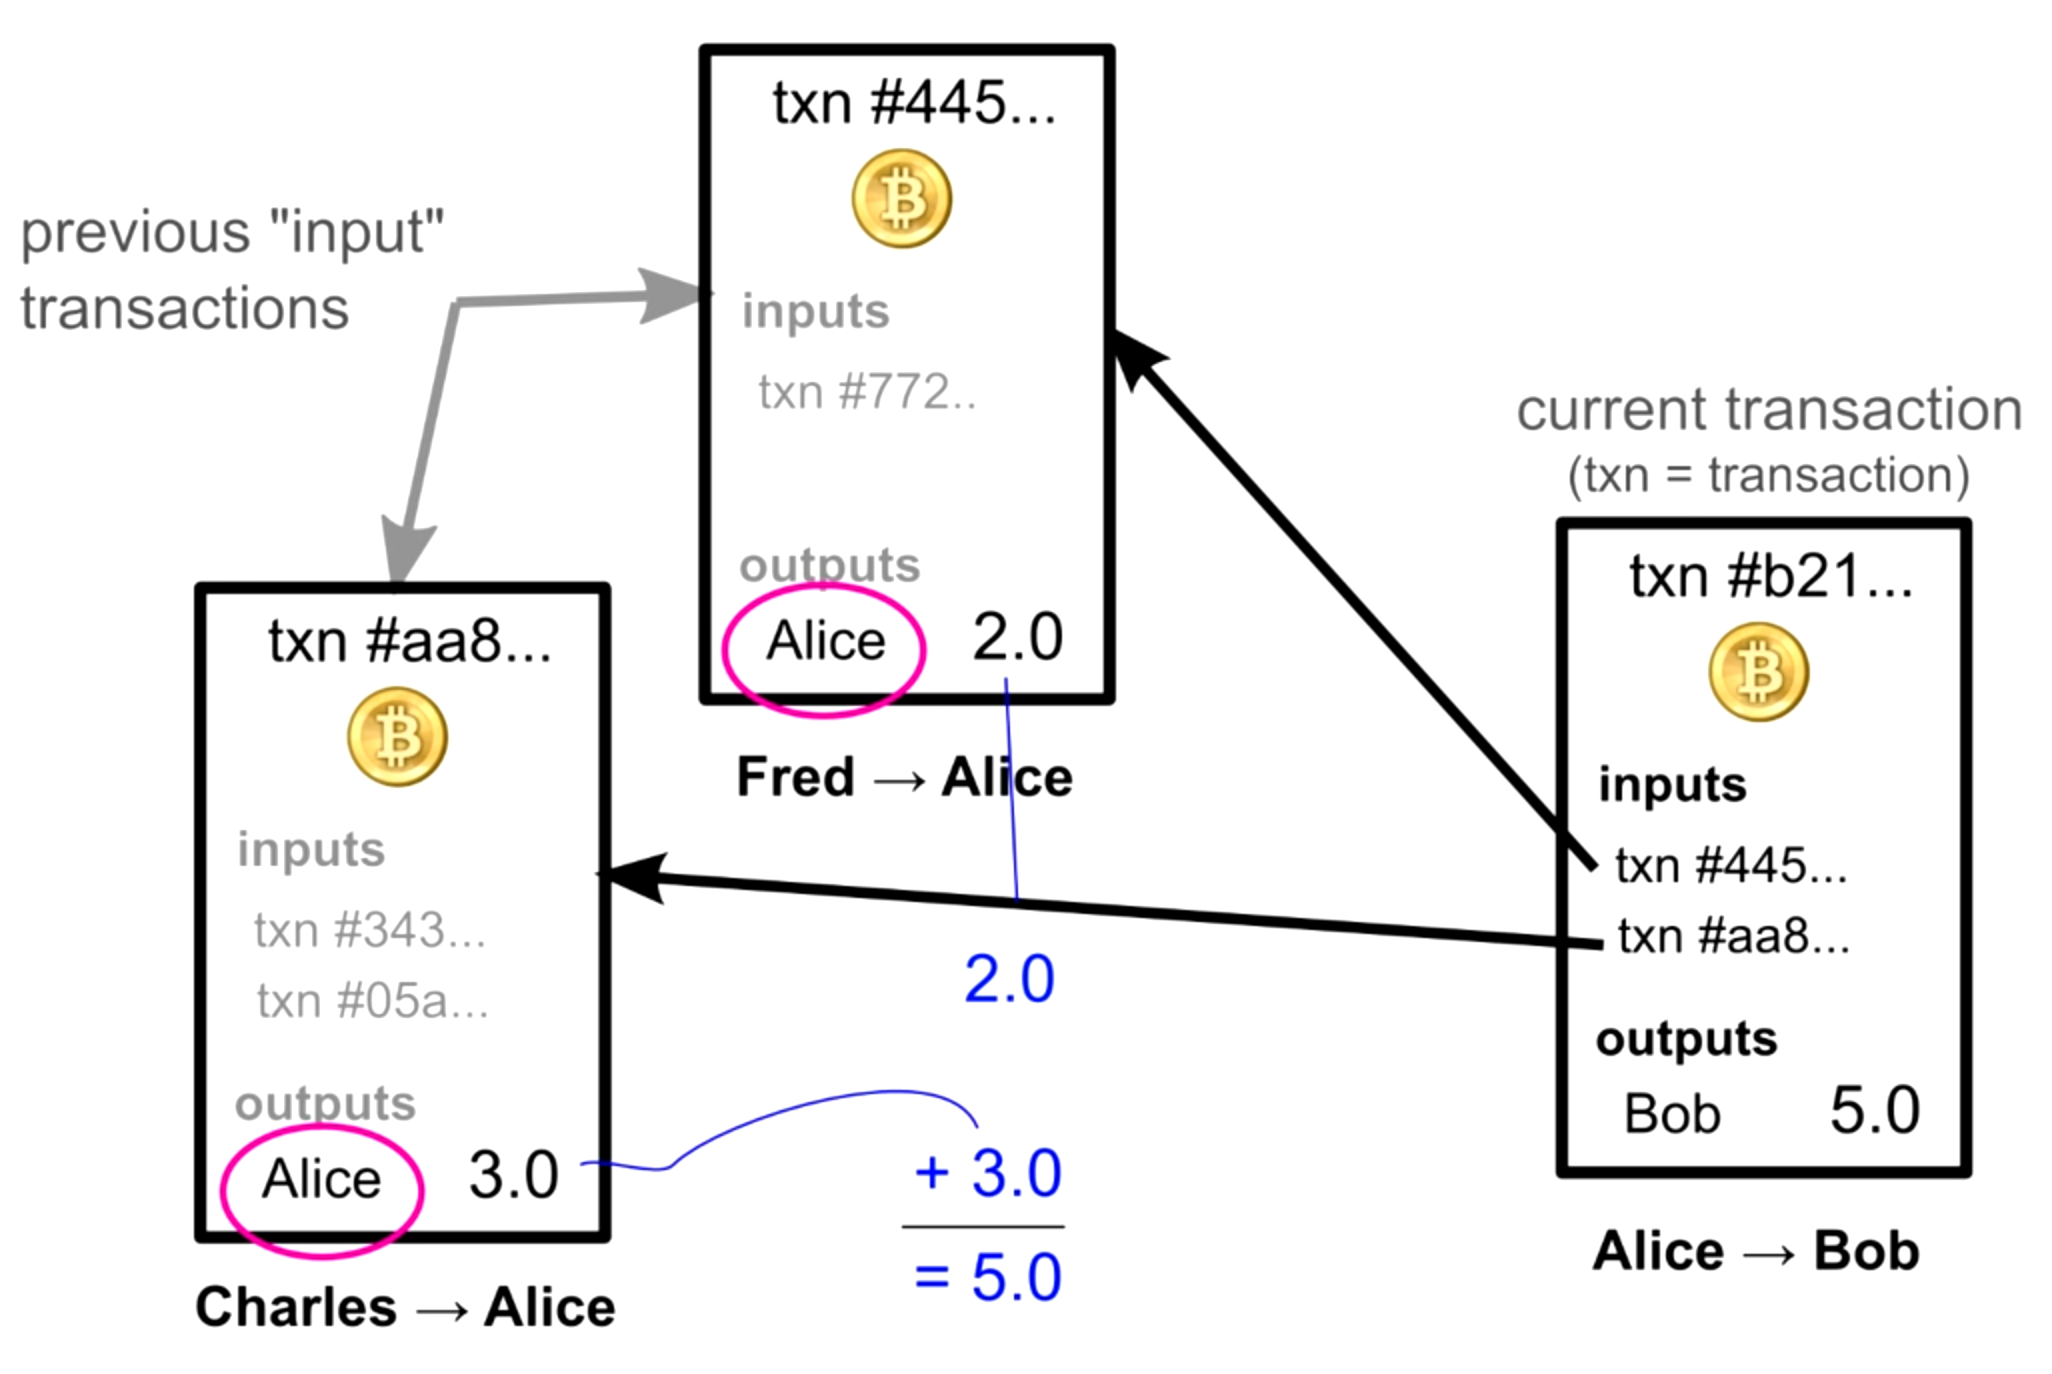 previous "input"
transactions
txn #445...
inputs
txn #772..
outputs
Alice 2.0
Fred → Alice
txn #aa8...
inputs
txn #343...
txn #05a...
outputs
Alice 3.0
Charles → Alice
2.0
+ 3.0
= 5.0
current transaction
(txn = transaction)
txn #b21...
inputs
txn #445...
txn #aa8...
outputs
Bob 5.0
Alice → Bob